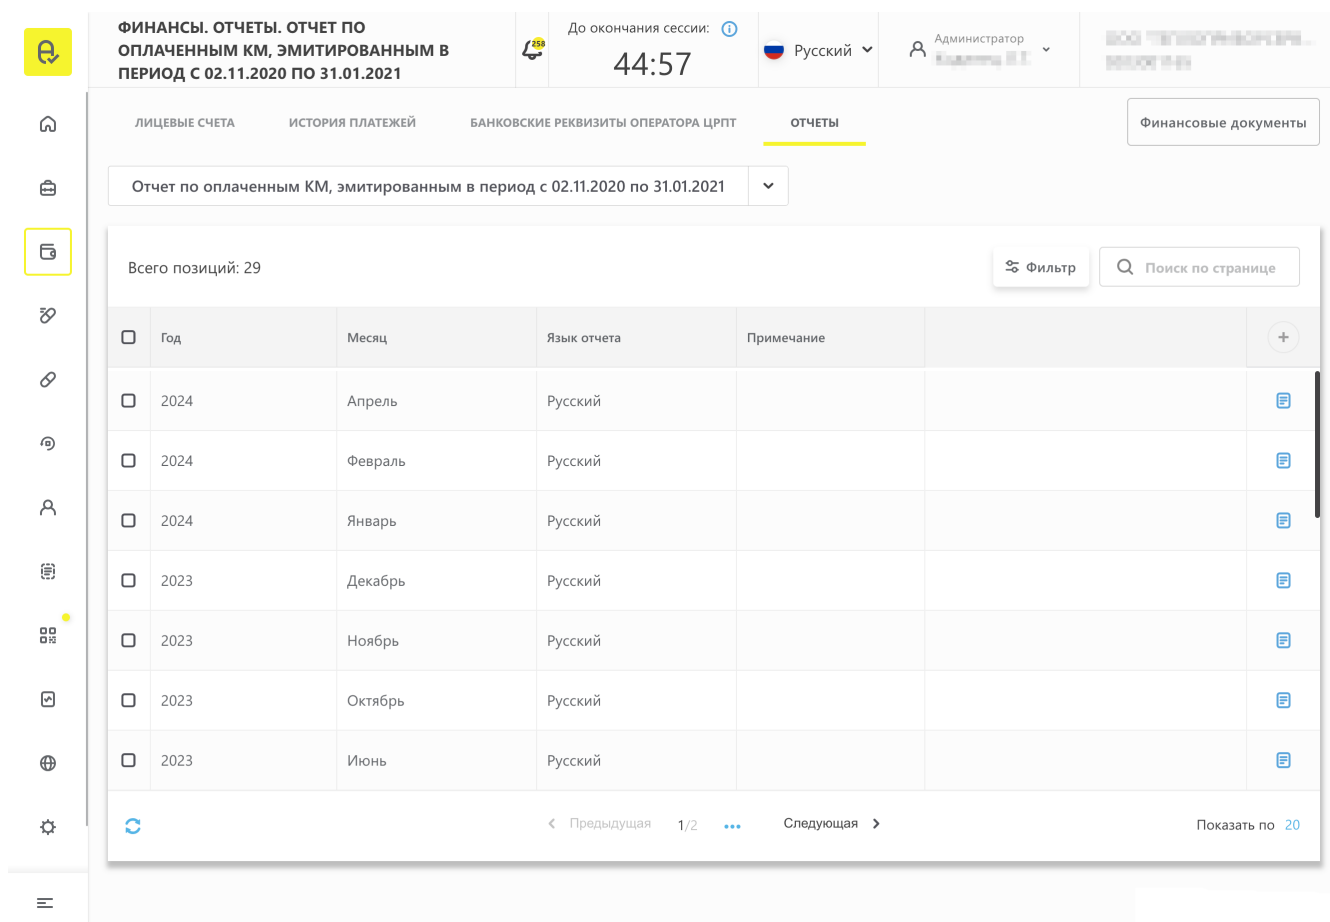 ФИНАНСЫ. ОТЧЕТЫ. ОТЧЕТ ПО
ОПЛАЧЕННЫМ КМ, ЭМИТИРОВАННЫМ В
ПЕРИОД С 02.11.2020 ПО 31.01.2021
258
До окончания сессии:
44:57
Русский
Администратор
ЛИЦЕВЫЕ СЧЕТА
ИСТОРИЯ ПЛАТЕЖЕЙ
БАНКОВСКИЕ РЕКВИЗИТЫ ОПЕРАТОРА ЦРПТ
ОТЧЕТЫ
Финансовые документы
Отчет по оплаченным КМ, эмитированным в период с 02.11.2020 по 31.01.2021
Всего позиций: 29
Фильтр
Поиск по странице
Год Месяц Язык отчета Примечание
2024 Апрель Русский
2024 Февраль Русский
2024 Январь Русский
2023 Декабрь Русский
2023 Ноябрь Русский
2023 Октябрь Русский
2023 Июнь Русский
Предыдущая 1/2 ••• Следующая
Показать по 20